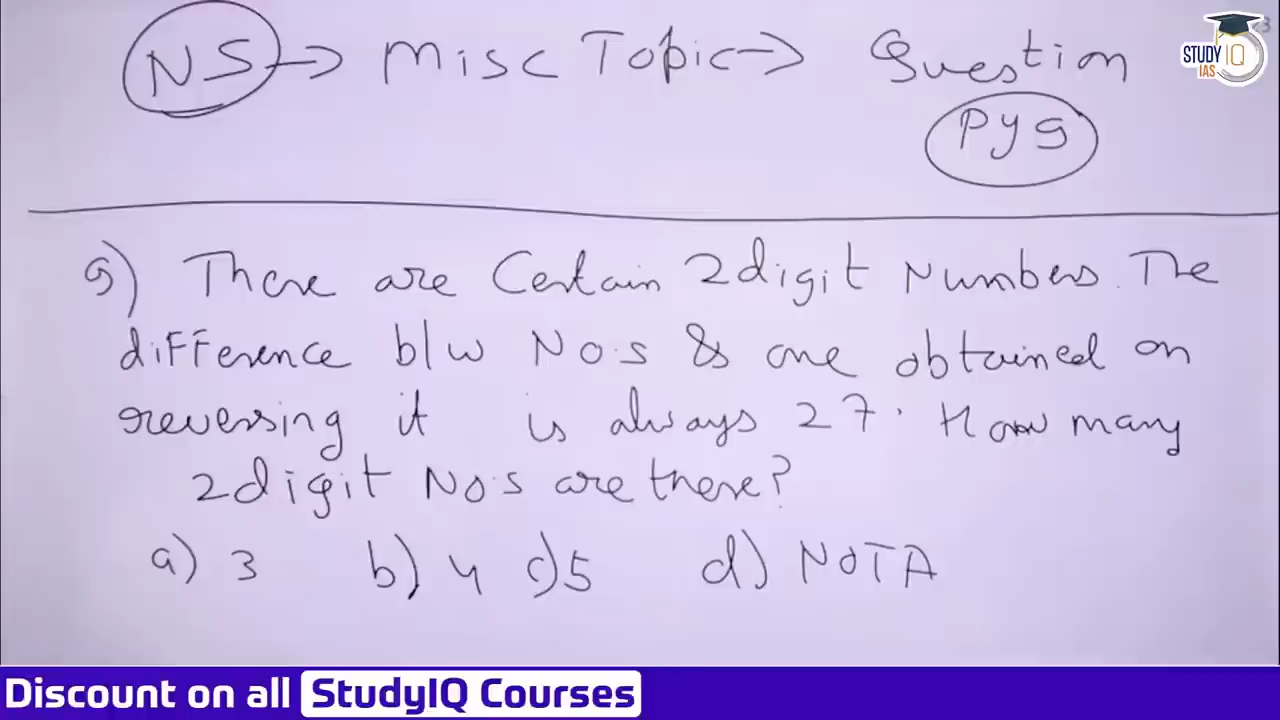 NS → Misc Topic → Question
STUDY IQ
IAS
PYQ
Q) There are Certain 2digit Numbers. The
difference b/w No.s & one obtained on
reversing it is always 27. How many
2digit No.s are there?
a) 3 b) 4 c) 5 d) NOTA
Discount on all StudyIQ Courses